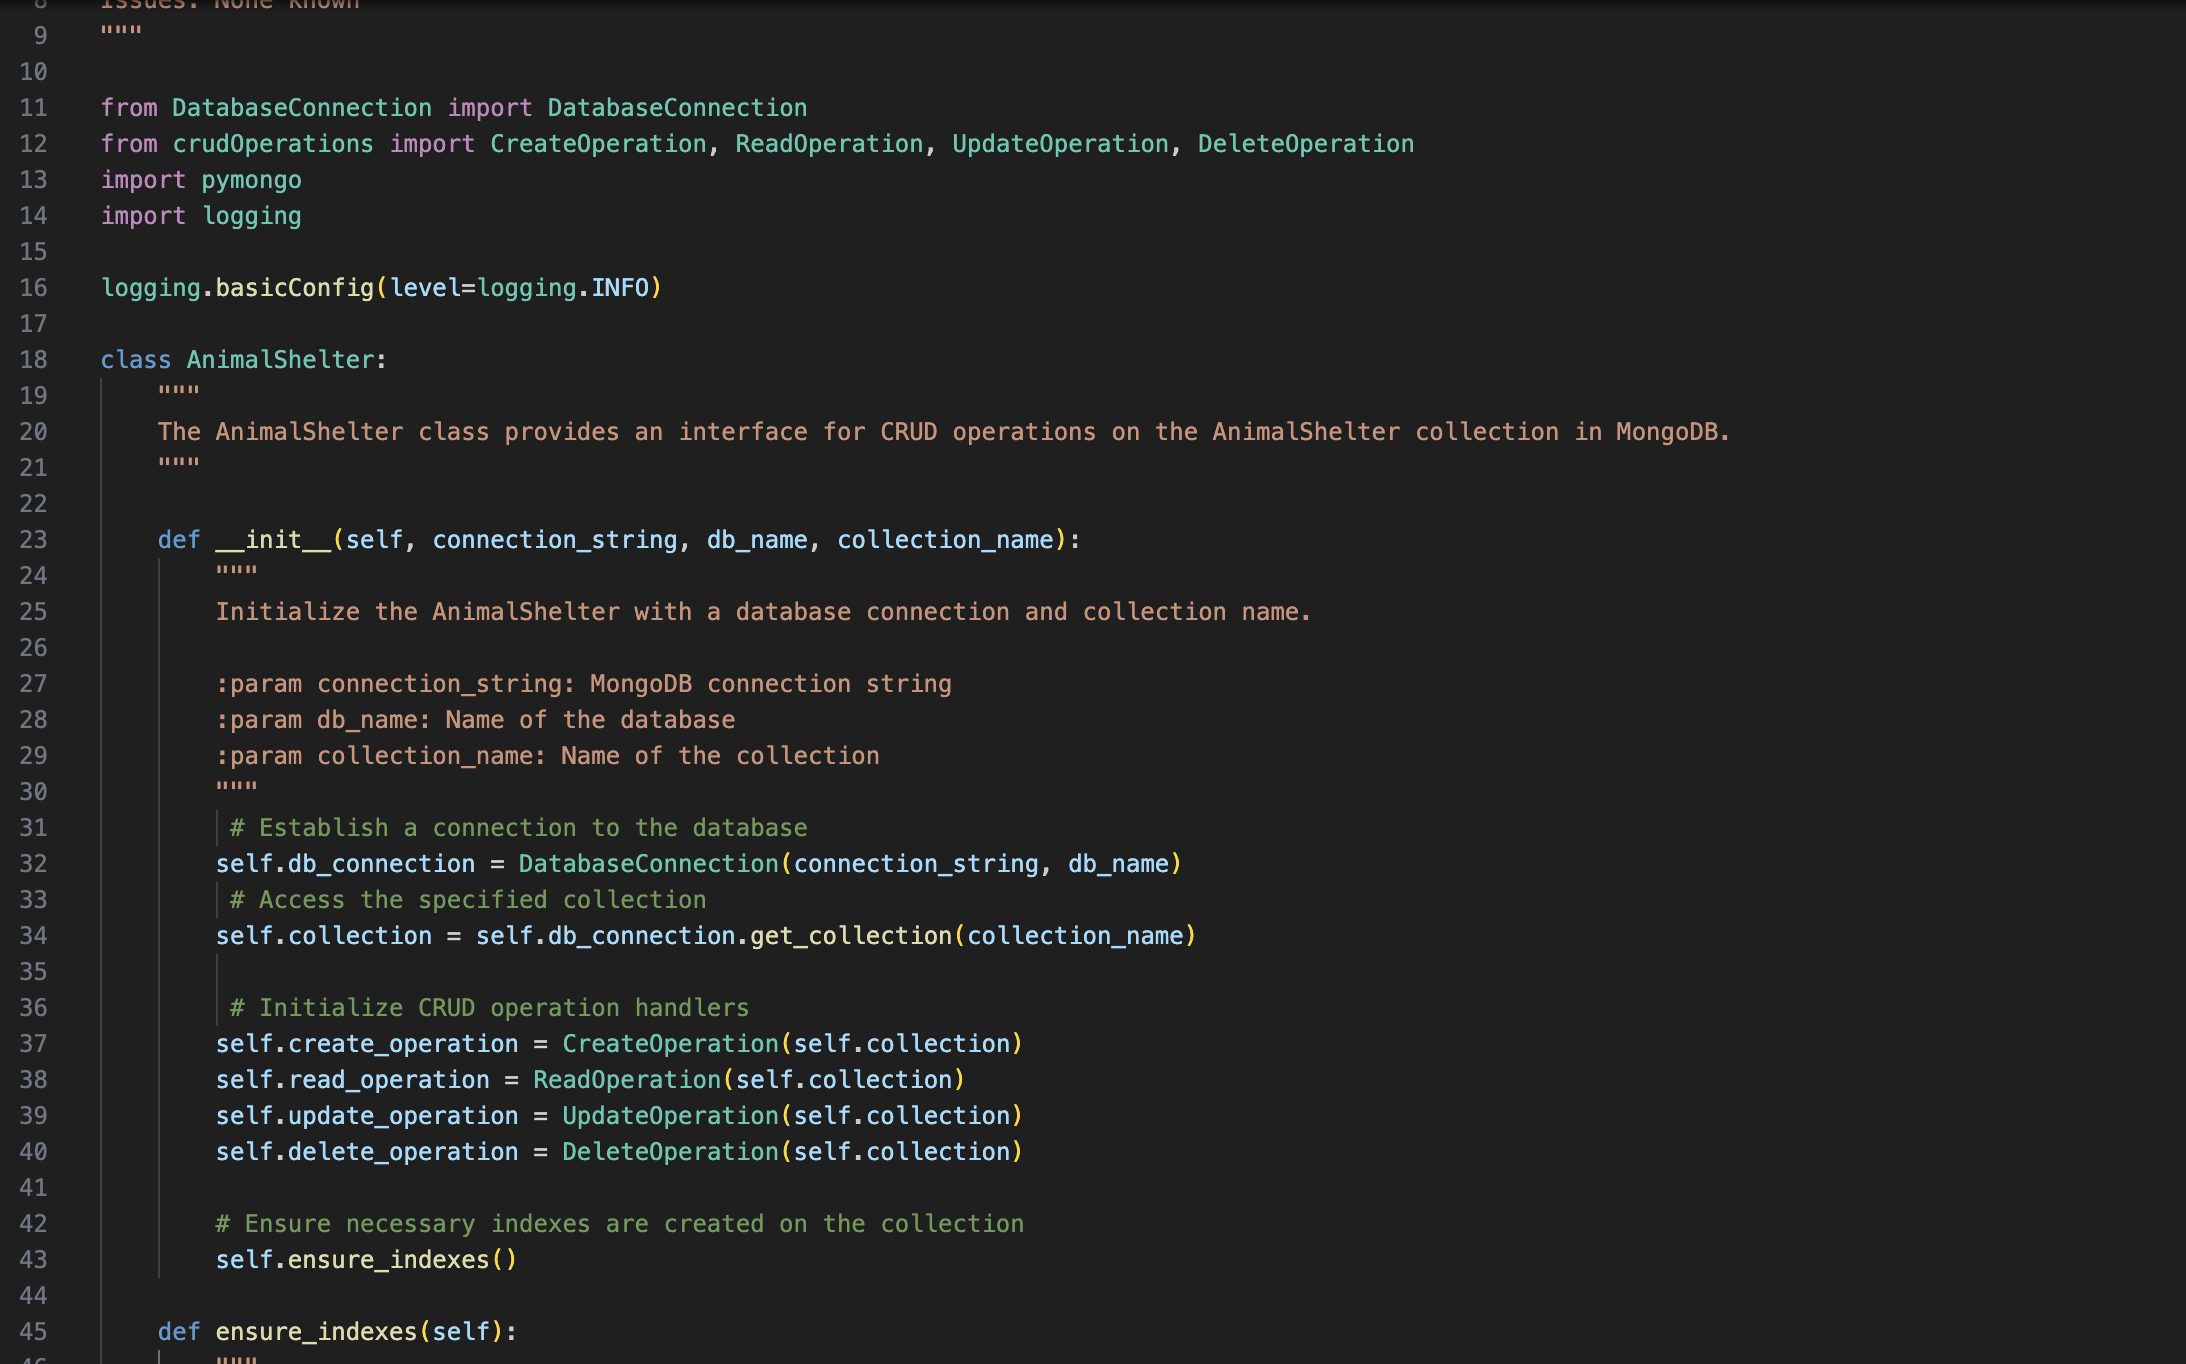 8 Issues: None known
9 """
10
11 from DatabaseConnection import DatabaseConnection
12 from crudOperations import CreateOperation, ReadOperation, UpdateOperation, DeleteOperation
13 import pymongo
14 import logging
15
16 logging.basicConfig(level=logging.INFO)
17
18 class AnimalShelter:
19     """
20     The AnimalShelter class provides an interface for CRUD operations on the AnimalShelter collection in MongoDB.
21     """
22
23     def __init__(self, connection_string, db_name, collection_name):
24         """
25         Initialize the AnimalShelter with a database connection and collection name.
26
27         :param connection_string: MongoDB connection string
28         :param db_name: Name of the database
29         :param collection_name: Name of the collection
30         """
31          # Establish a connection to the database
32         self.db_connection = DatabaseConnection(connection_string, db_name)
33          # Access the specified collection
34         self.collection = self.db_connection.get_collection(collection_name)
35
36          # Initialize CRUD operation handlers
37         self.create_operation = CreateOperation(self.collection)
38         self.read_operation = ReadOperation(self.collection)
39         self.update_operation = UpdateOperation(self.collection)
40         self.delete_operation = DeleteOperation(self.collection)
41
42         # Ensure necessary indexes are created on the collection
43         self.ensure_indexes()
44
45     def ensure_indexes(self):
46         """